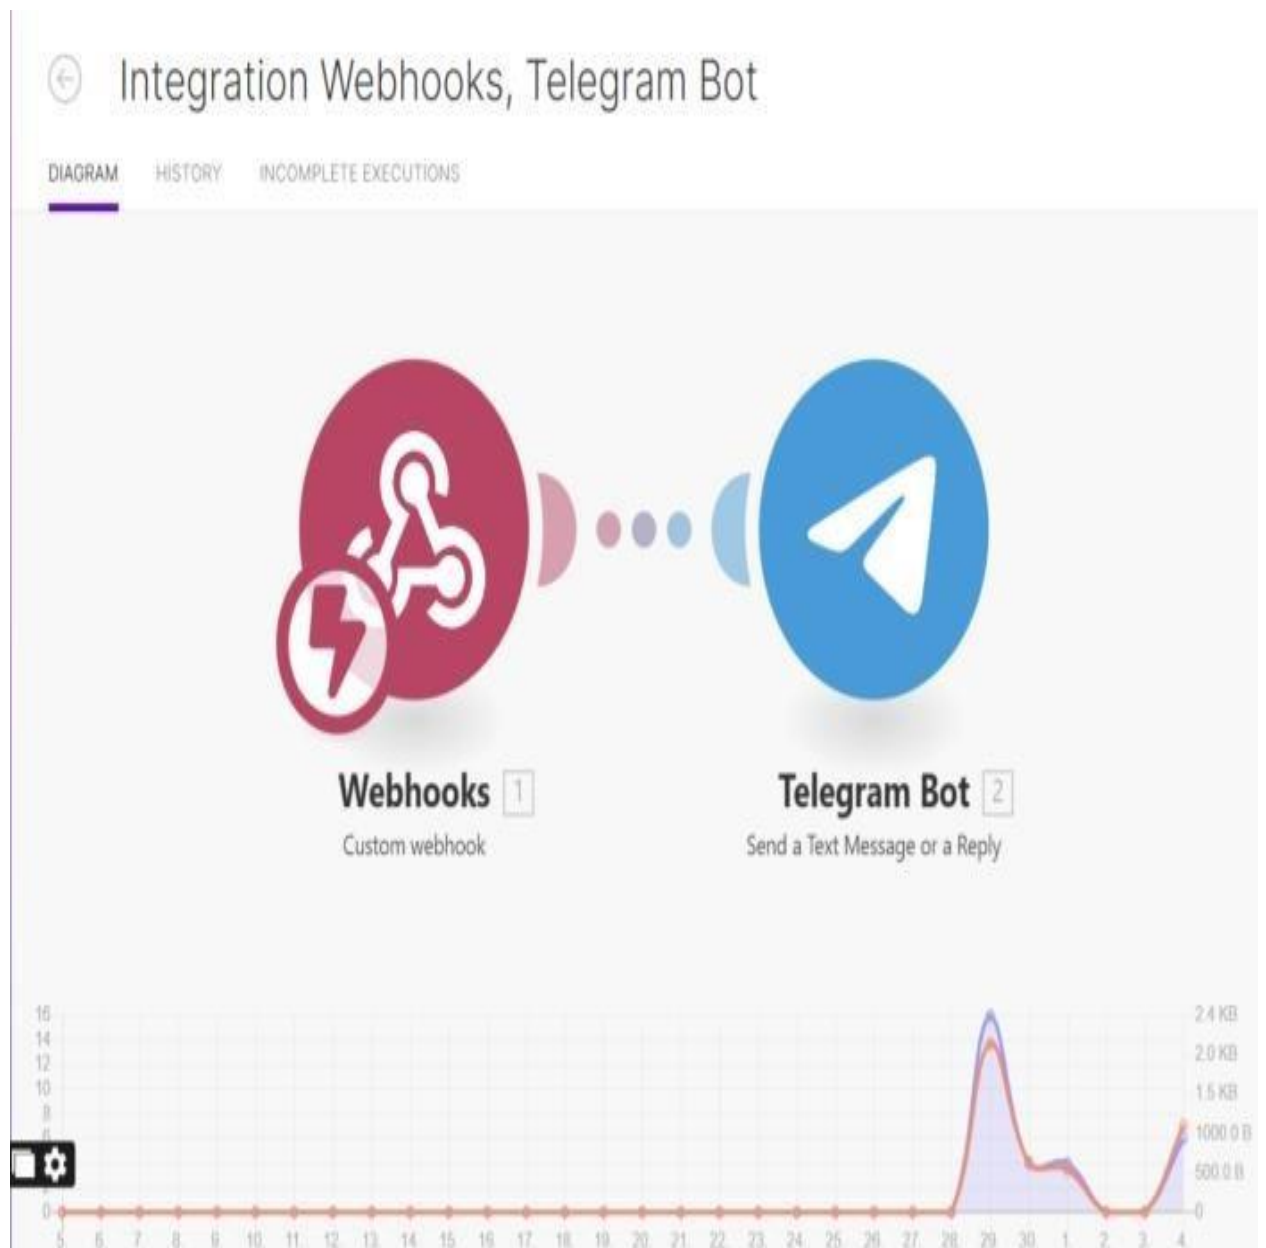 Integration Webhooks, Telegram Bot
DIAGRAM HISTORY INCOMPLETE EXECUTIONS
Webhooks 1
Custom webhook
Telegram Bot 2
Send a Text Message or a Reply
16
14
12
10
8
6
0
2.4 KB
2.0 KB
1.5 KB
1000.0 B
500.0 B
0
5. 6. 7. 8. 9. 10. 11. 12. 13. 14. 15. 16. 17. 18. 19. 20. 21. 22. 23. 24. 25. 26. 27. 28. 29. 30. 1. 2. 3. 4.